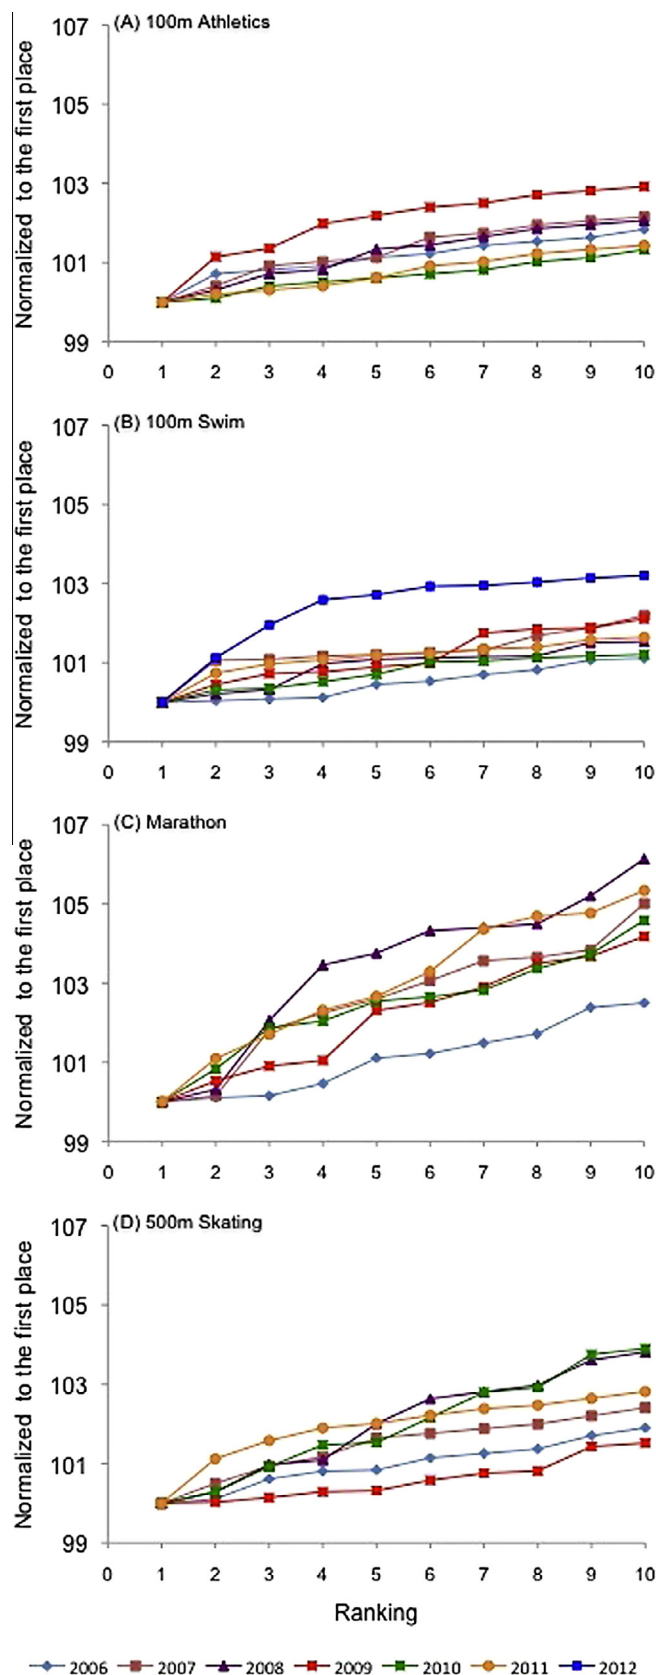 (A) 100m Athletics
Normalized to the first place
107
105
103
101
99
0 1 2 3 4 5 6 7 8 9 10
(B) 100m Swim
Normalized to the first place
107
105
103
101
99
0 1 2 3 4 5 6 7 8 9 10
(C) Marathon
Normalized to the first place
107
105
103
101
99
0 1 2 3 4 5 6 7 8 9 10
(D) 500m Skating
Normalized to the first place
107
105
103
101
99
0 1 2 3 4 5 6 7 8 9 10
Ranking
2006 2007 2008 2009 2010 2011 2012